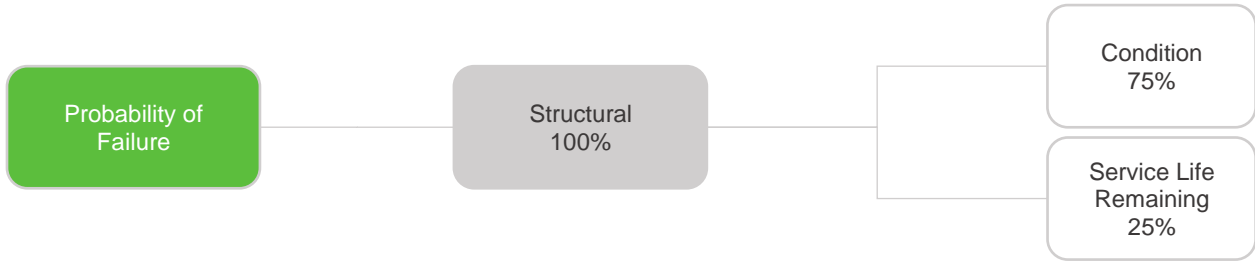 Probability of
Failure
Structural
100%
Condition
75%
Service Life
Remaining
25%